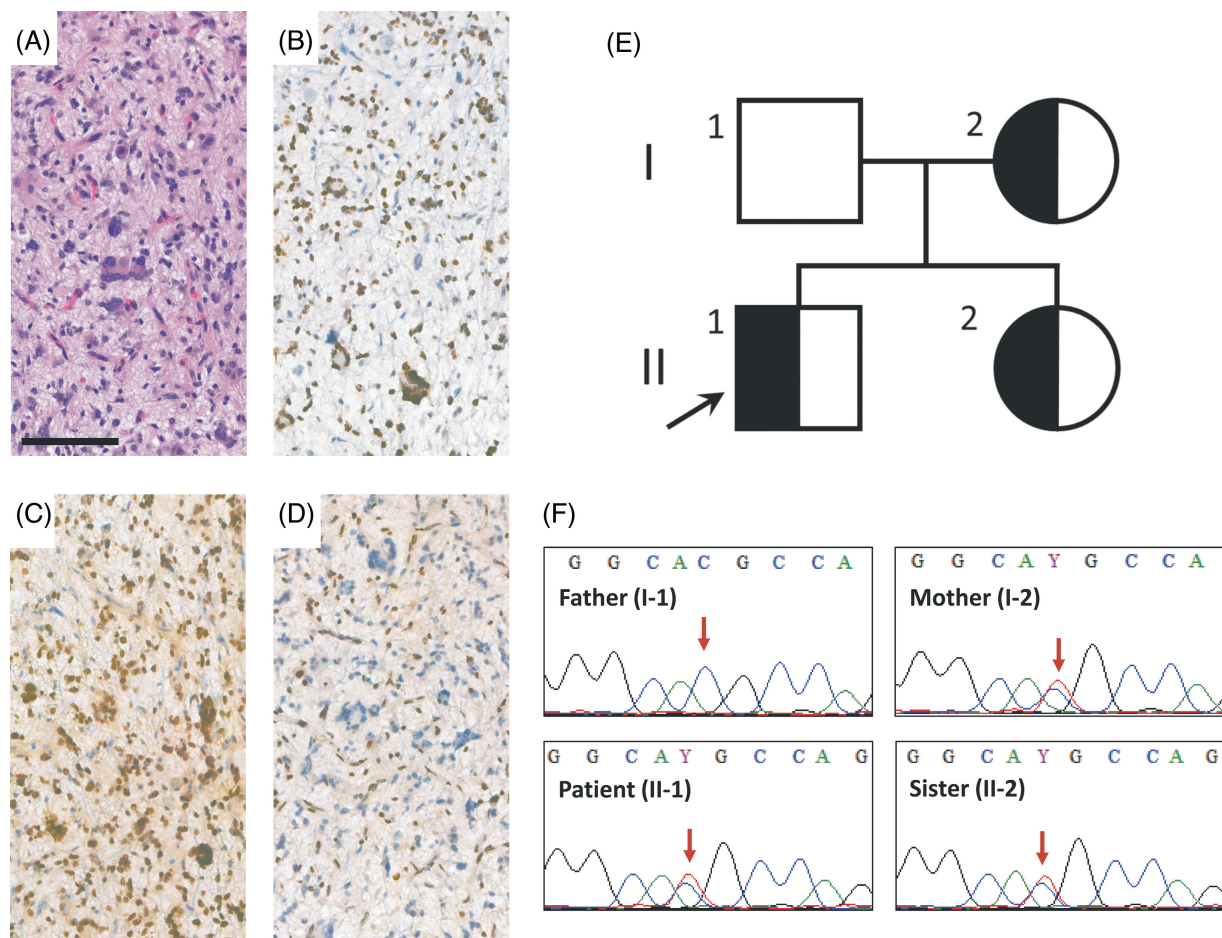 (A)
(B)
(E)
1
2
I
1
2
II
(C)
(D)
(F)
G G C A C G C C A
Father (I-1)
G G C A Y G C C A
Mother (I-2)
G G C A Y G C C A G
Patient (II-1)
G G C A Y G C C A G
Sister (II-2)